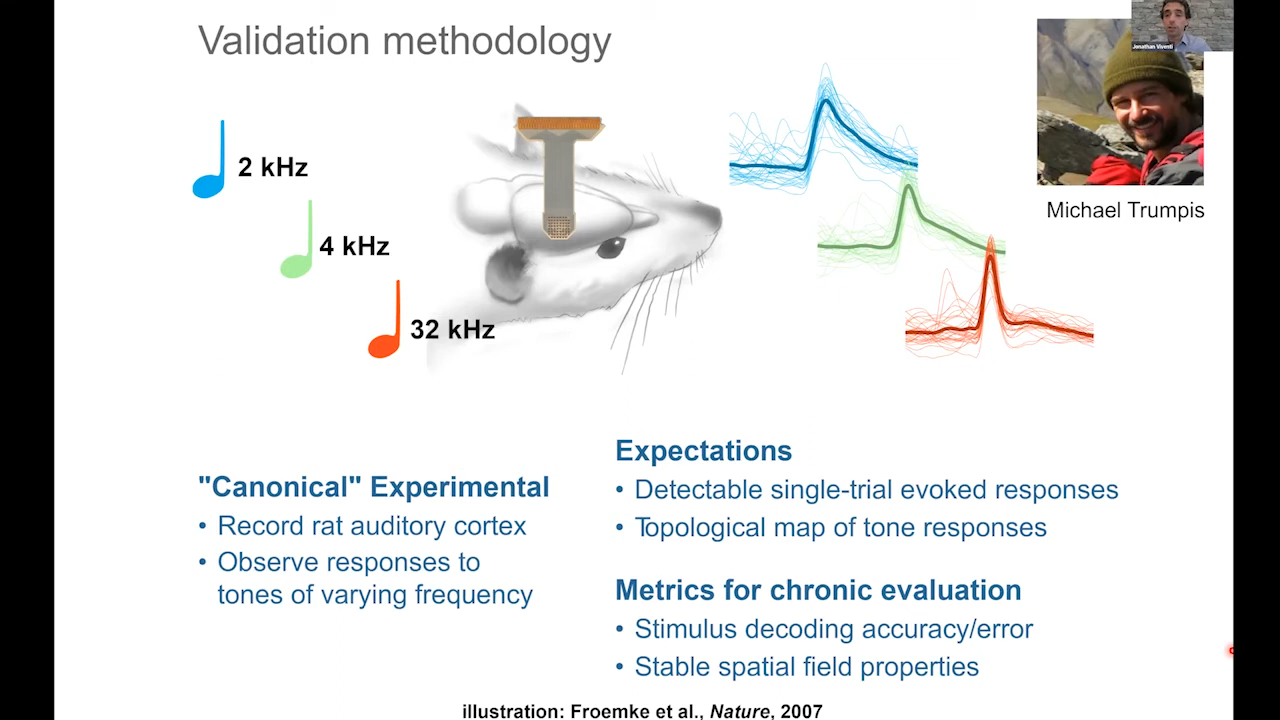 Validation methodology
Jonathan Viventi
2 kHz
4 kHz
32 kHz
Michael Trumpis
"Canonical" Experimental
• Record rat auditory cortex
• Observe responses to
tones of varying frequency
Expectations
• Detectable single-trial evoked responses
• Topological map of tone responses
Metrics for chronic evaluation
• Stimulus decoding accuracy/error
• Stable spatial field properties
illustration: Froemke et al., Nature, 2007